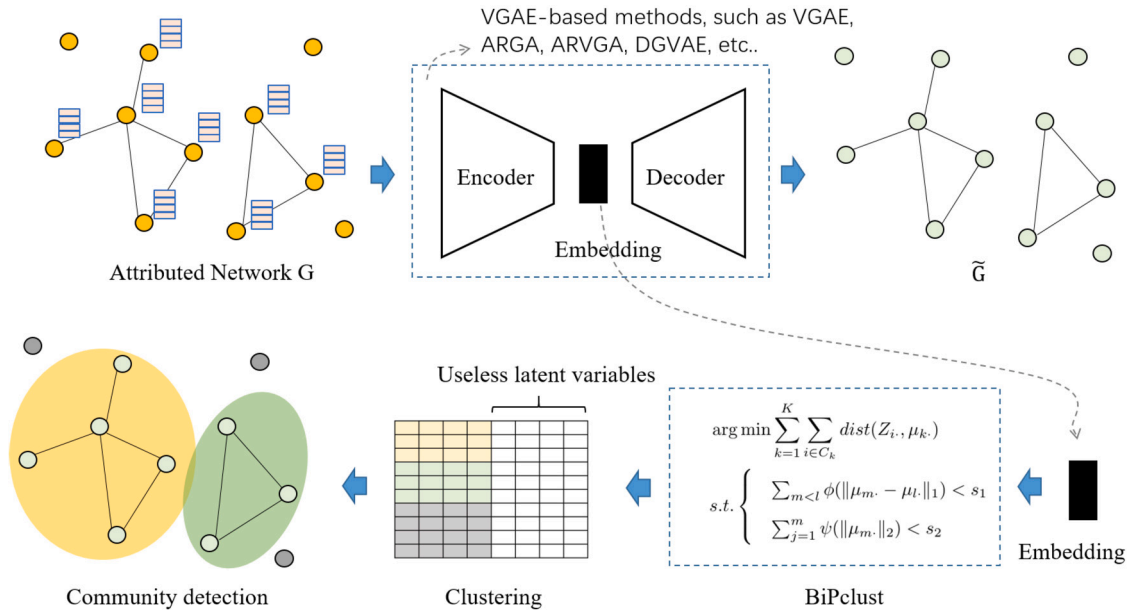 VGAE-based methods, such as VGAE,
ARGA, ARVGA, DGVAE, etc..
Encoder
Decoder
Embedding
Attributed Network G
G̃
Useless latent variables
arg min ∑_{k=1}^{K} ∑_{i∈C_k} dist(Z_{i·}, μ_{k·})
s.t. { ∑_{m<l} ϕ(‖μ_{m·} − μ_{l·}‖_1) < s_1
∑_{j=1}^{m} ψ(‖μ_{m·}‖_2) < s_2
Embedding
Community detection
Clustering
BiPclust